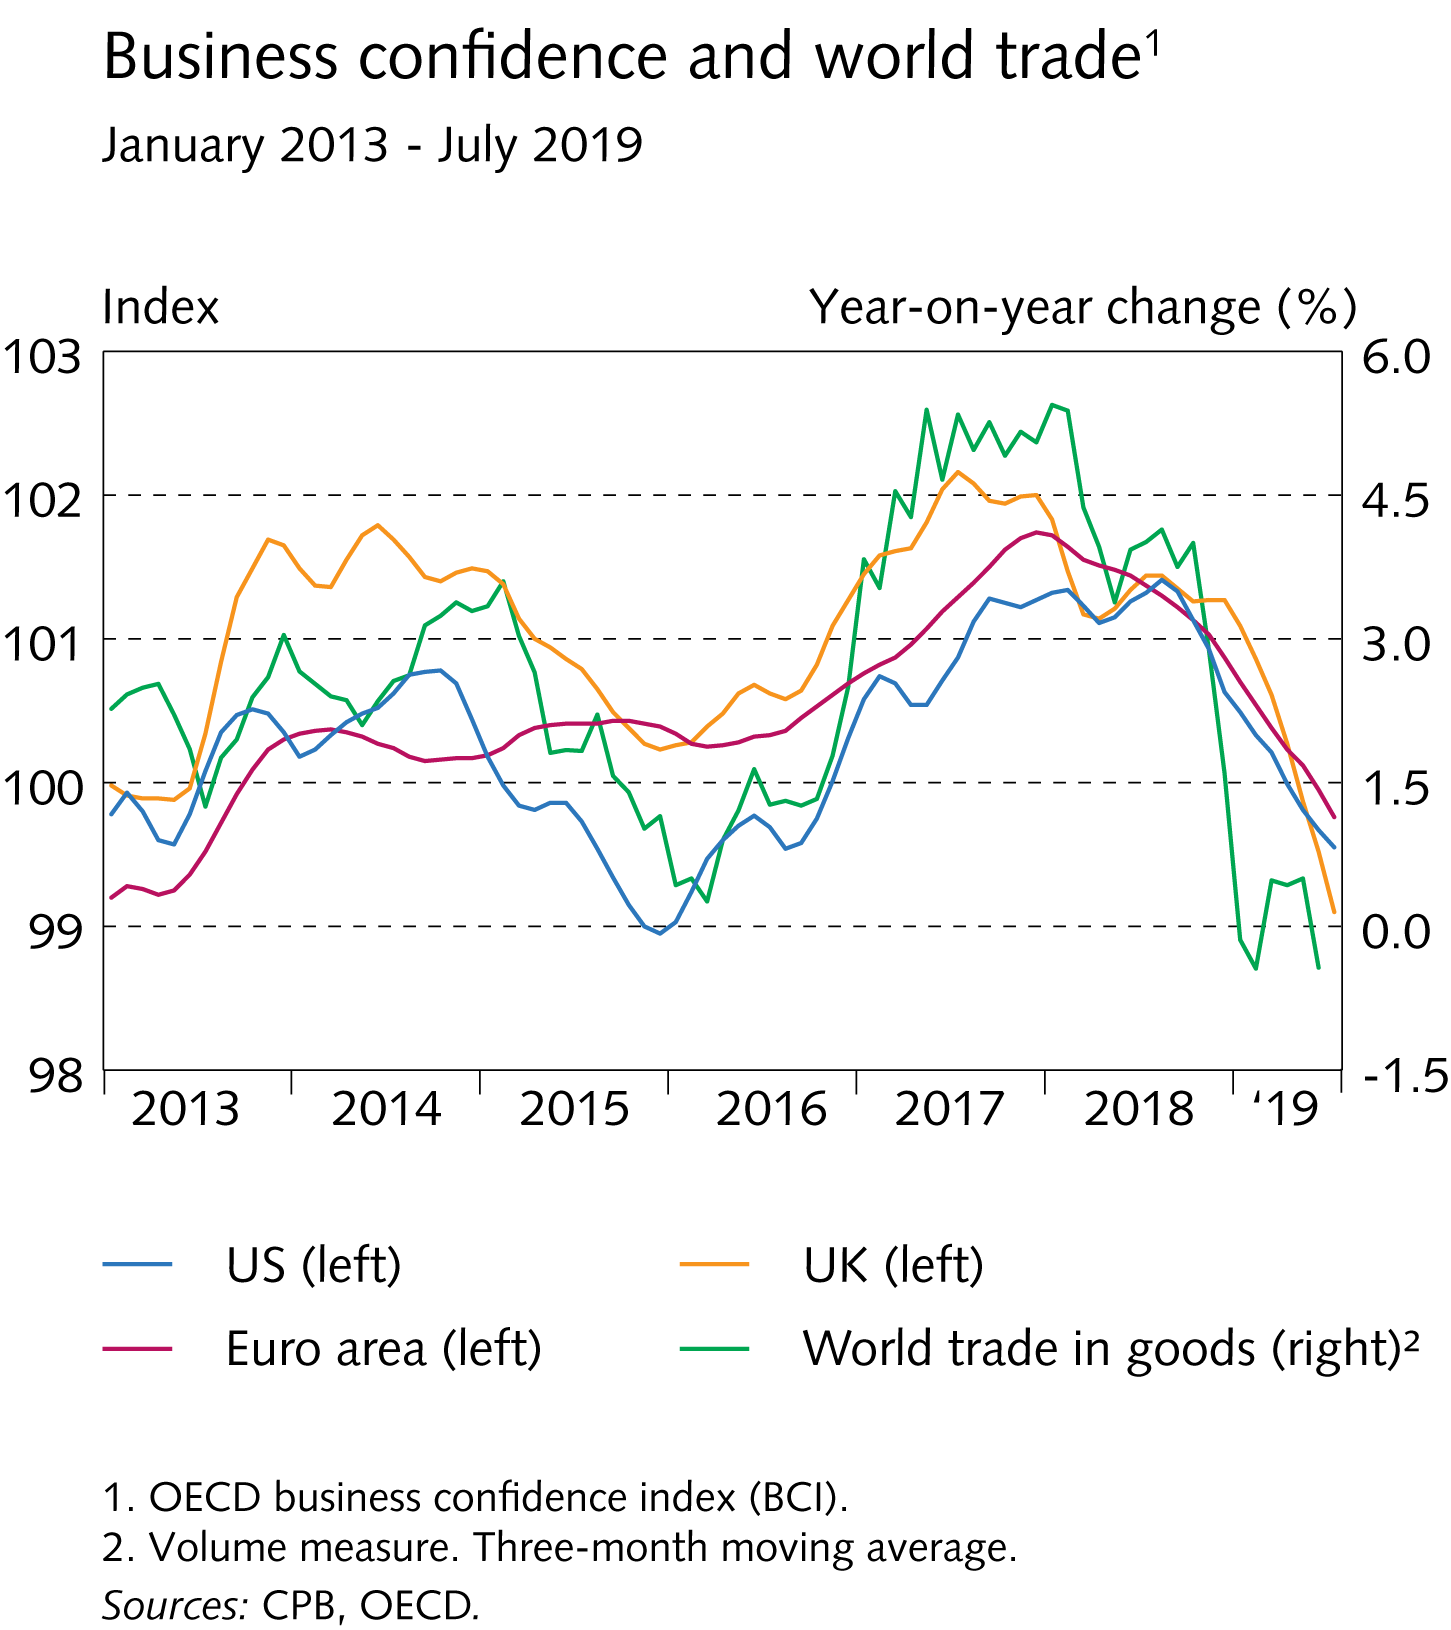 Business confidence and world trade¹
January 2013 - July 2019
Index Year-on-year change (%)
103 6.0
102 4.5
101 3.0
100 1.5
99 0.0
98 -1.5
2013 2014 2015 2016 2017 2018 ‘19
US (left) UK (left)
Euro area (left) World trade in goods (right)²
1. OECD business confidence index (BCI).
2. Volume measure. Three-month moving average.
Sources: CPB, OECD.